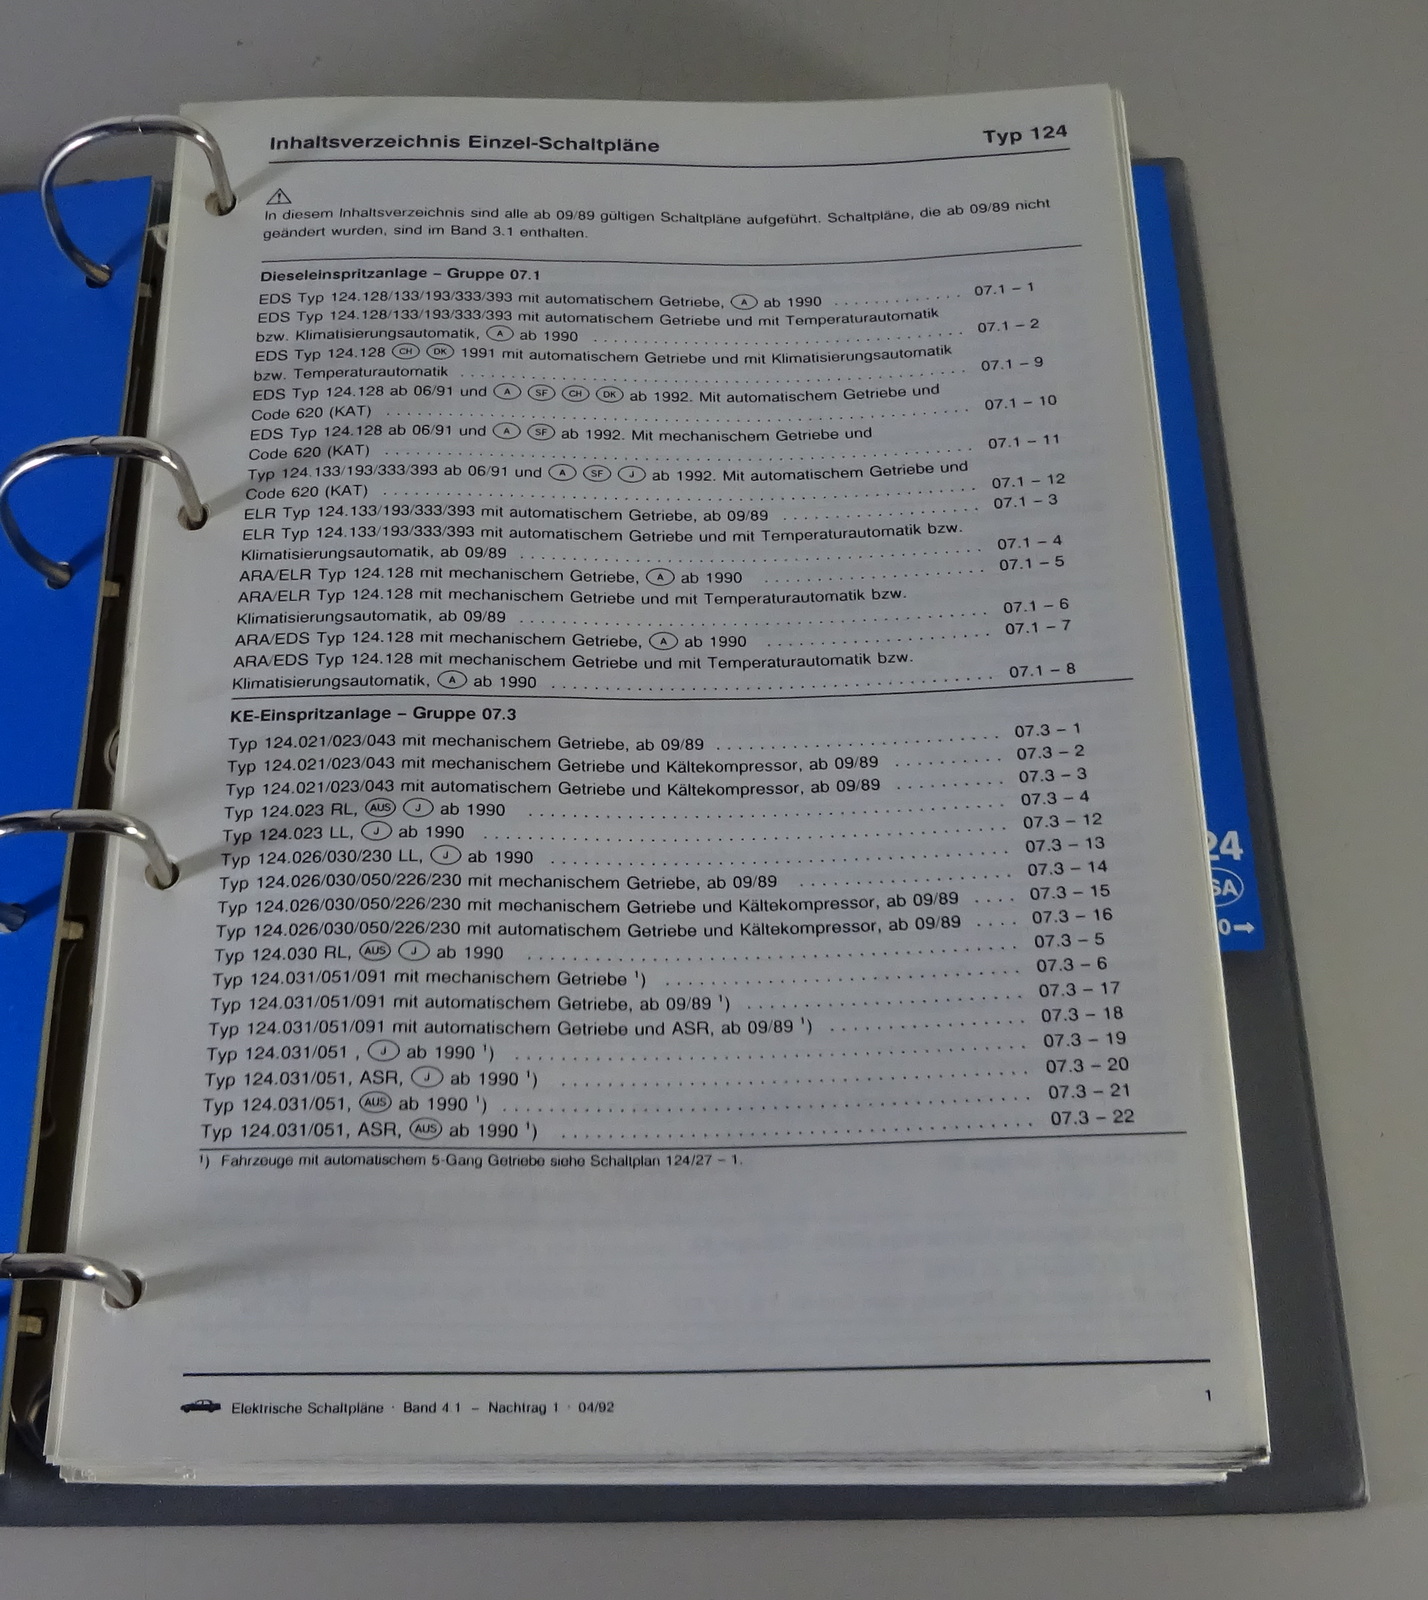 Inhaltsverzeichnis Einzel-Schaltpläne Typ 124
In diesem Inhaltsverzeichnis sind alle ab 09/89 gültigen Schaltpläne aufgeführt. Schaltpläne, die ab 09/89 nicht
geändert wurden, sind im Band 3.1 enthalten.
Dieseleinspritzanlage – Gruppe 07.1
EDS Typ 124.128/133/193/333/393 mit automatischem Getriebe, A ab 1990 ............ 07.1 – 1
EDS Typ 124.128/133/193/333/393 mit automatischem Getriebe und mit Temperaturautomatik
bzw. Klimatisierungsautomatik, A ab 1990 ............ 07.1 – 2
EDS Typ 124.128 CH DK 1991 mit automatischem Getriebe und mit Klimatisierungsautomatik
bzw. Temperaturautomatik ............ 07.1 – 9
EDS Typ 124.128 ab 06/91 und A SF CH DK ab 1992. Mit automatischem Getriebe und
Code 620 (KAT) ............ 07.1 – 10
EDS Typ 124.128 ab 06/91 und A SF ab 1992. Mit mechanischem Getriebe und
Code 620 (KAT) ............ 07.1 – 11
Typ 124.133/193/333/393 ab 06/91 und A SF J ab 1992. Mit automatischem Getriebe und
Code 620 (KAT) ............ 07.1 – 12
ELR Typ 124.133/193/333/393 mit automatischem Getriebe, ab 09/89 ............ 07.1 – 3
ELR Typ 124.133/193/333/393 mit automatischem Getriebe und mit Temperaturautomatik bzw.
Klimatisierungsautomatik, ab 09/89 ............ 07.1 – 4
ARA/ELR Typ 124.128 mit mechanischem Getriebe, A ab 1990 ............ 07.1 – 5
ARA/ELR Typ 124.128 mit mechanischem Getriebe und mit Temperaturautomatik bzw.
Klimatisierungsautomatik, ab 09/89 ............ 07.1 – 6
ARA/EDS Typ 124.128 mit mechanischem Getriebe, A ab 1990 ............ 07.1 – 7
ARA/EDS Typ 124.128 mit mechanischem Getriebe und mit Temperaturautomatik bzw.
Klimatisierungsautomatik, A ab 1990 ............ 07.1 – 8
KE-Einspritzanlage – Gruppe 07.3
Typ 124.021/023/043 mit mechanischem Getriebe, ab 09/89 ............ 07.3 – 1
Typ 124.021/023/043 mit mechanischem Getriebe und Kältekompressor, ab 09/89 ............ 07.3 – 2
Typ 124.021/023/043 mit automatischem Getriebe und Kältekompressor, ab 09/89 ............ 07.3 – 3
Typ 124.023 RL, AUS J ab 1990 ............ 07.3 – 4
Typ 124.023 LL, J ab 1990 ............ 07.3 – 12
Typ 124.026/030/230 LL, J ab 1990 ............ 07.3 – 13
Typ 124.026/030/050/226/230 mit mechanischem Getriebe, ab 09/89 ............ 07.3 – 14
Typ 124.026/030/050/226/230 mit mechanischem Getriebe und Kältekompressor, ab 09/89 .... 07.3 – 15
Typ 124.026/030/050/226/230 mit automatischem Getriebe und Kältekompressor, ab 09/89 .... 07.3 – 16
Typ 124.030 RL, AUS J ab 1990 ............ 07.3 – 5
Typ 124.031/051/091 mit mechanischem Getriebe ¹) ............ 07.3 – 6
Typ 124.031/051/091 mit automatischem Getriebe, ab 09/89 ¹) ............ 07.3 – 17
Typ 124.031/051/091 mit automatischem Getriebe und ASR, ab 09/89 ¹) ............ 07.3 – 18
Typ 124.031/051 , J ab 1990 ¹) ............ 07.3 – 19
Typ 124.031/051, ASR, J ab 1990 ¹) ............ 07.3 – 20
Typ 124.031/051, AUS ab 1990 ¹) ............ 07.3 – 21
Typ 124.031/051, ASR, AUS ab 1990 ¹) ............ 07.3 – 22
¹) Fahrzeuge mit automatischem 5-Gang Getriebe siehe Schaltplan 124/27 – 1.
Elektrische Schaltpläne · Band 4.1 – Nachtrag 1 · 04/92 1
24
SA
0→